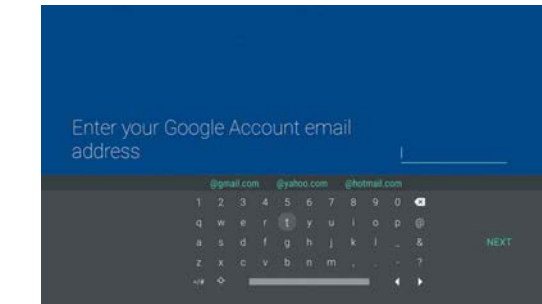 Enter your Google Account email
address
@gmail.com @yahoo.com @hotmail.com
1 2 3 4 5 6 7 8 9 0
q w e r t y u i o p @
a s d f g h j k l _ & NEXT
z x c v b n m , . - ?